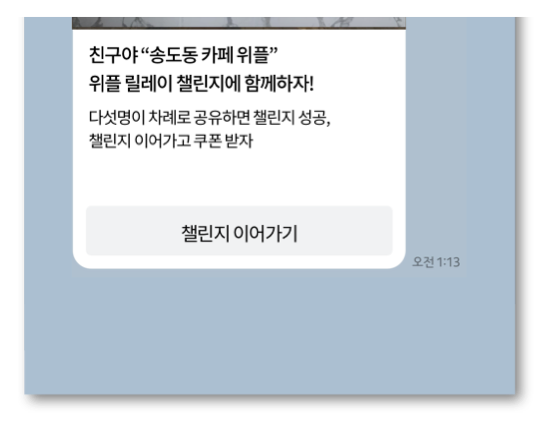 친구야 “송도동 카페 위플”
위플 릴레이 챌린지에 함께하자!
다섯명이 차례로 공유하면 챌린지 성공,
챌린지 이어가고 쿠폰 받자
챌린지 이어가기
오전 1:13